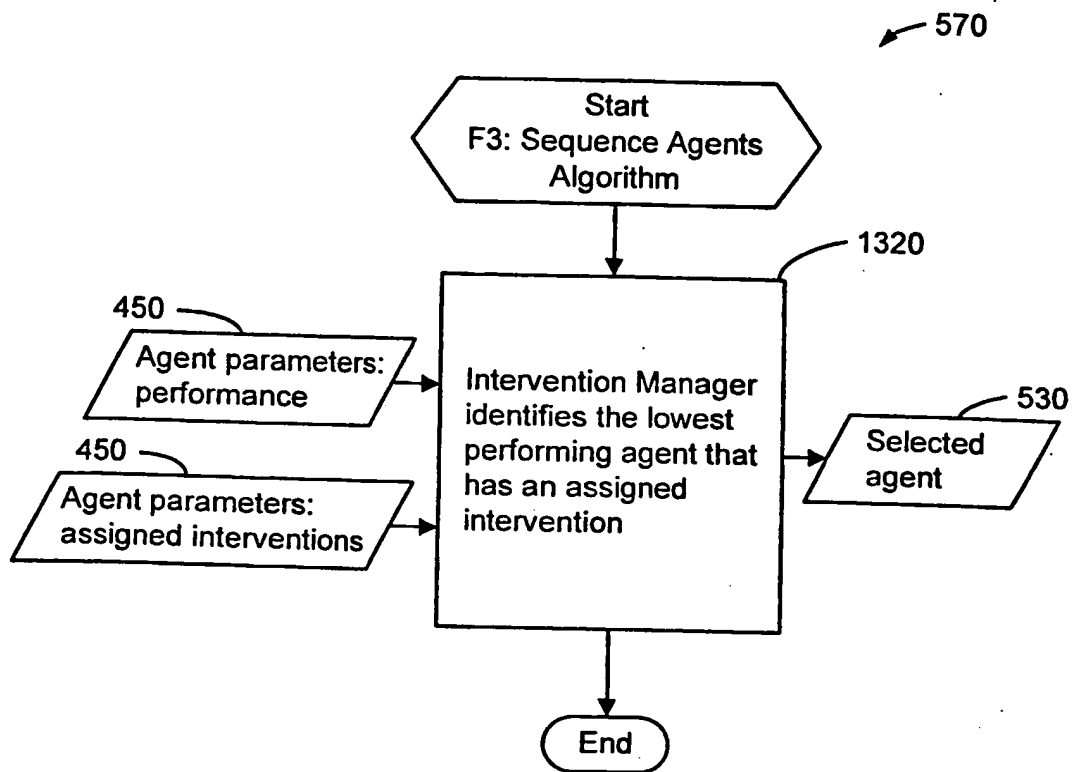 570
Start
F3: Sequence Agents
Algorithm
1320
450
Agent parameters:
performance
450
Agent parameters:
assigned interventions
Intervention Manager
identifies the lowest
performing agent that
has an assigned
intervention
530
Selected
agent
End